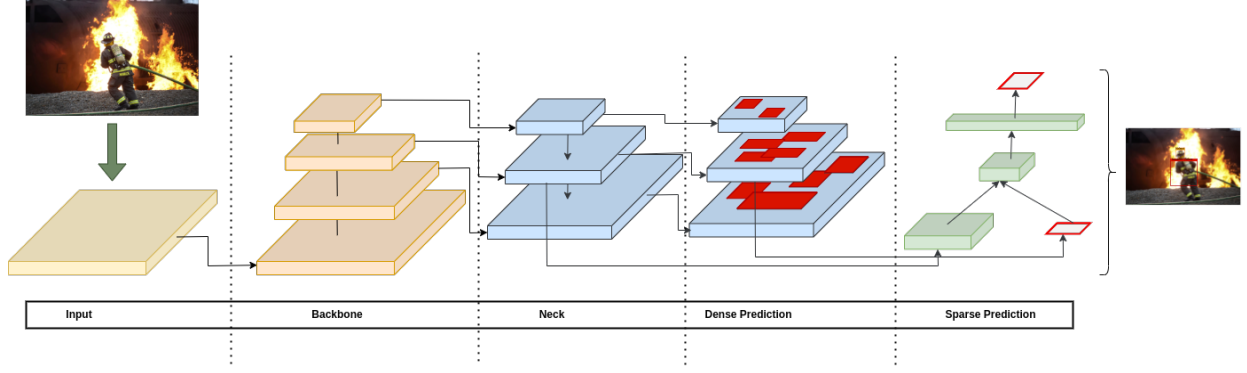 Input
Backbone
Neck
Dense Prediction
Sparse Prediction